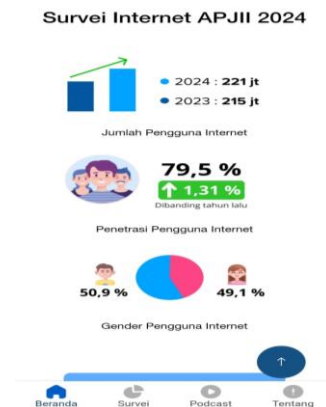 Survei Internet APJII 2024
2024 : 221 jt
2023 : 215 jt
Jumlah Pengguna Internet
79,5 %
1,31 %
Dibanding tahun lalu
Penetrasi Pengguna Internet
50,9 %
49,1 %
Gender Pengguna Internet
Beranda
Survei
Podcast
Tentang